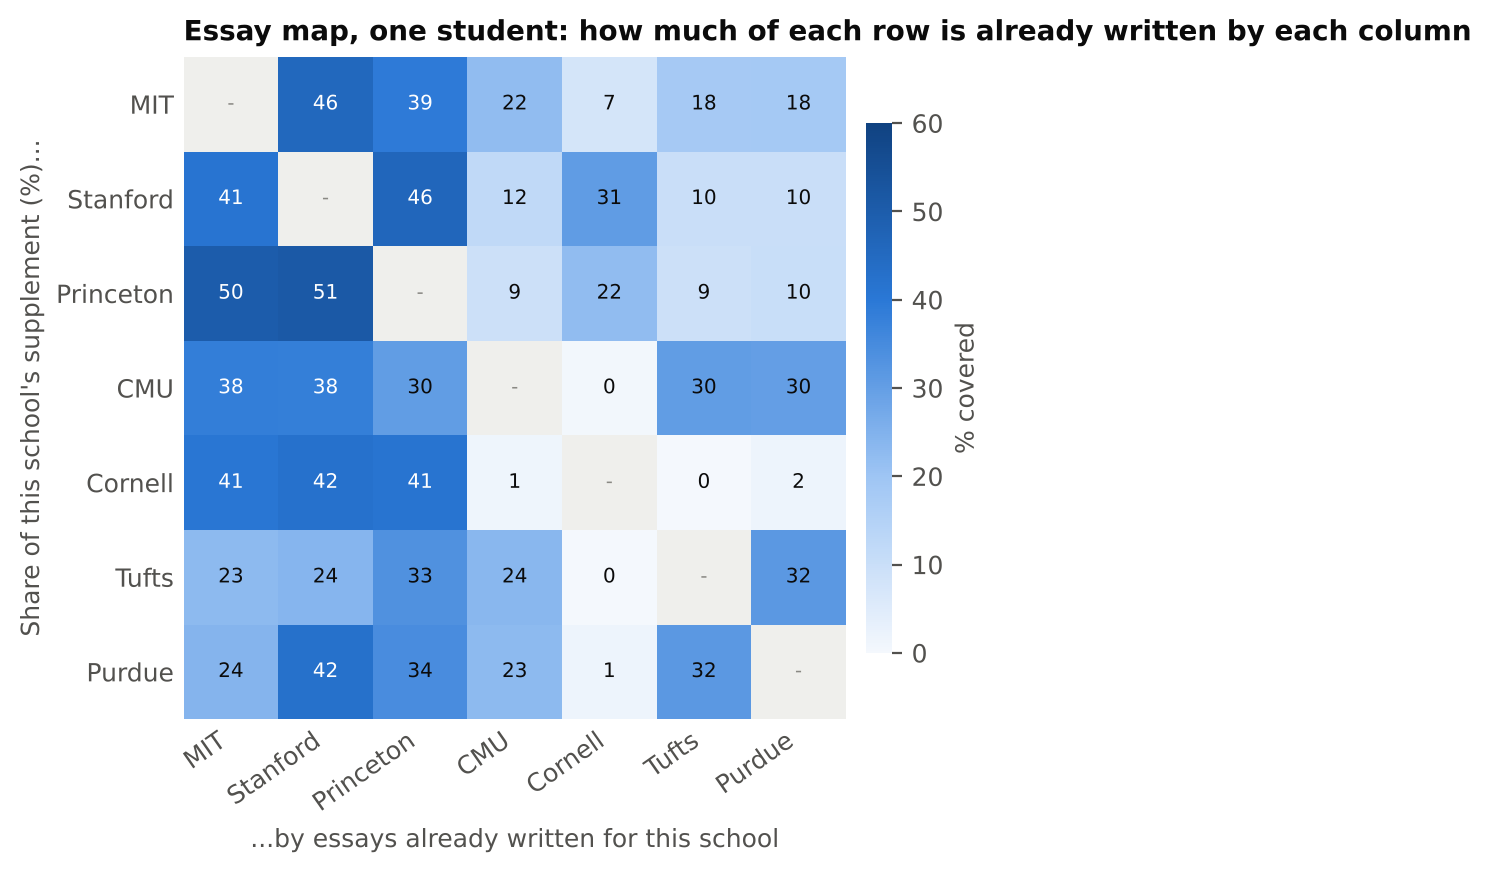 Essay map, one student: how much of each row is already written by each column
Share of this school's supplement (%)...
MIT - 46 39 22 7 18 18
Stanford 41 - 46 12 31 10 10
Princeton 50 51 - 9 22 9 10
CMU 38 38 30 - 0 30 30
Cornell 41 42 41 1 - 0 2
Tufts 23 24 33 24 0 - 32
Purdue 24 42 34 23 1 32 -
MIT Stanford Princeton CMU Cornell Tufts Purdue
...by essays already written for this school
60
50
40
30
20
10
0
% covered